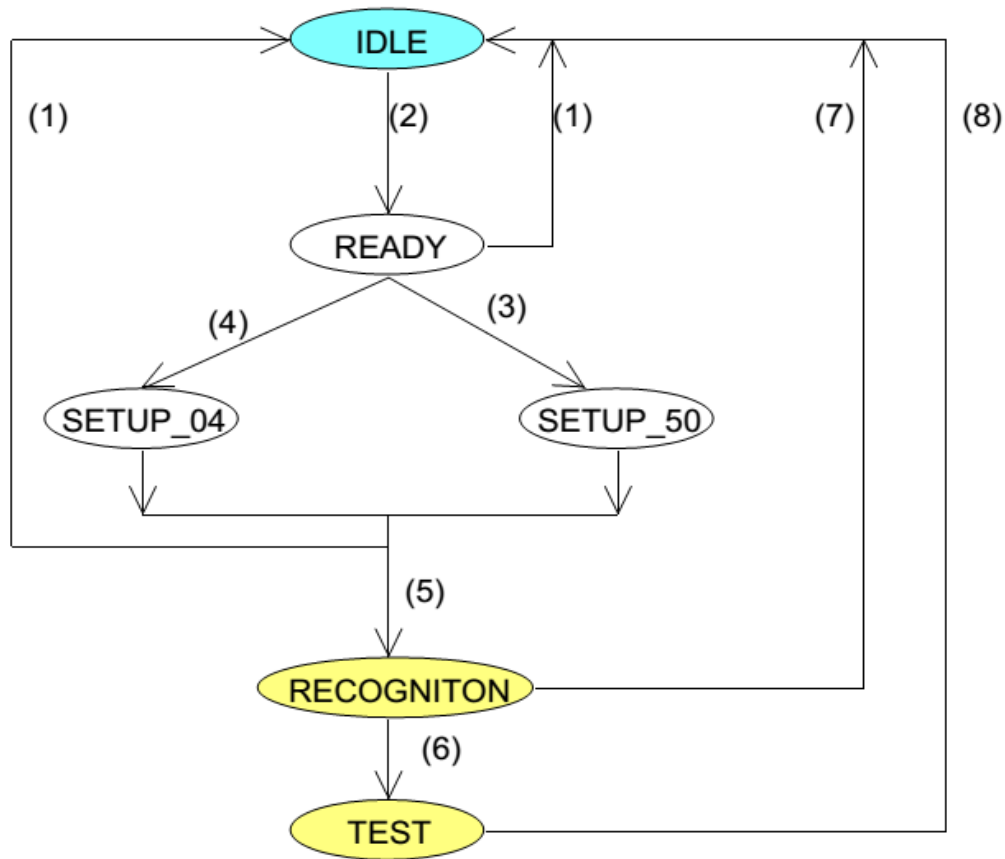 IDLE
(1)
(2)
(1)
(7)
(8)
READY
(4)
(3)
SETUP_04
SETUP_50
(5)
RECOGNITON
(6)
TEST